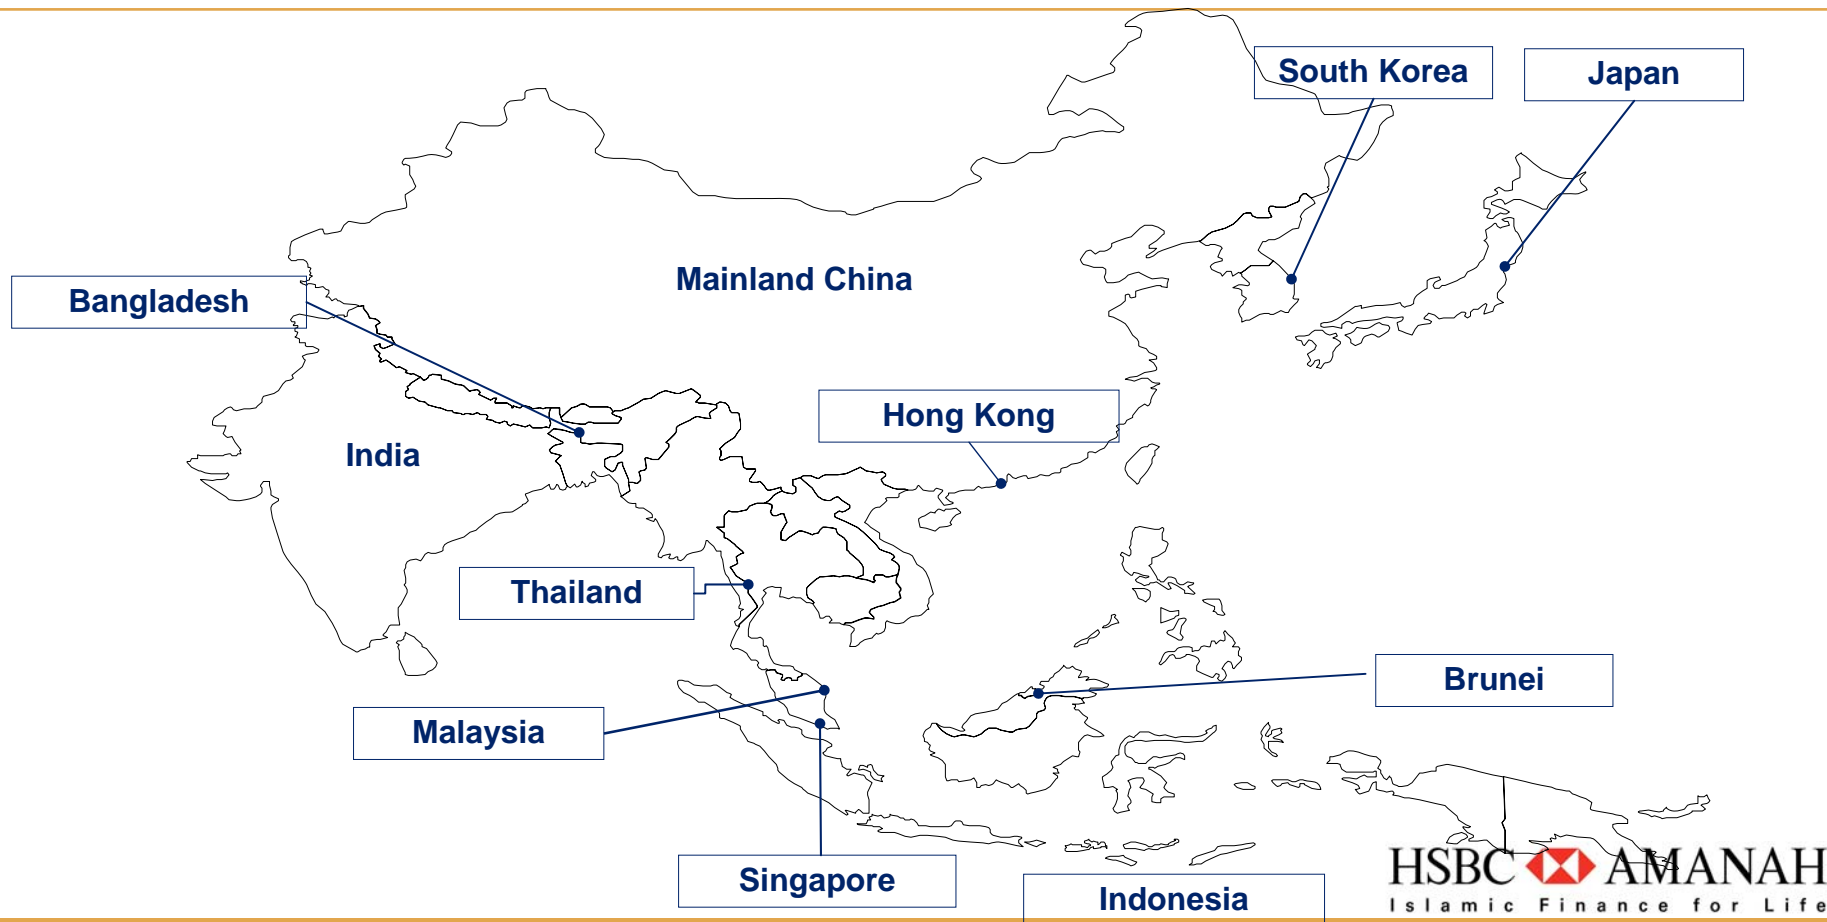 South Korea
Japan
Mainland China
Bangladesh
Hong Kong
India
Thailand
Brunei
Malaysia
Singapore
Indonesia
HSBC AMANAH
Islamic Finance for Life